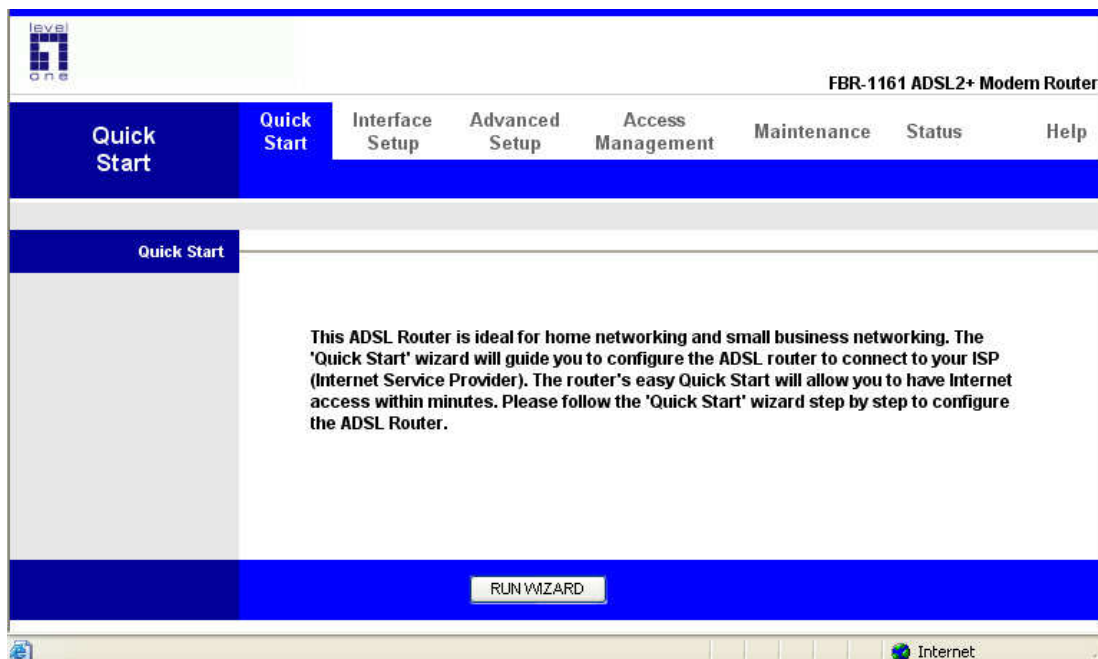 level
one
FBR-1161 ADSL2+ Modem Router
Quick
Start
Quick
Start
Interface
Setup
Advanced
Setup
Access
Management
Maintenance
Status
Help
Quick Start
This ADSL Router is ideal for home networking and small business networking. The
'Quick Start' wizard will guide you to configure the ADSL router to connect to your ISP
(Internet Service Provider). The router's easy Quick Start will allow you to have Internet
access within minutes. Please follow the 'Quick Start' wizard step by step to configure
the ADSL Router.
RUN WIZARD
Internet